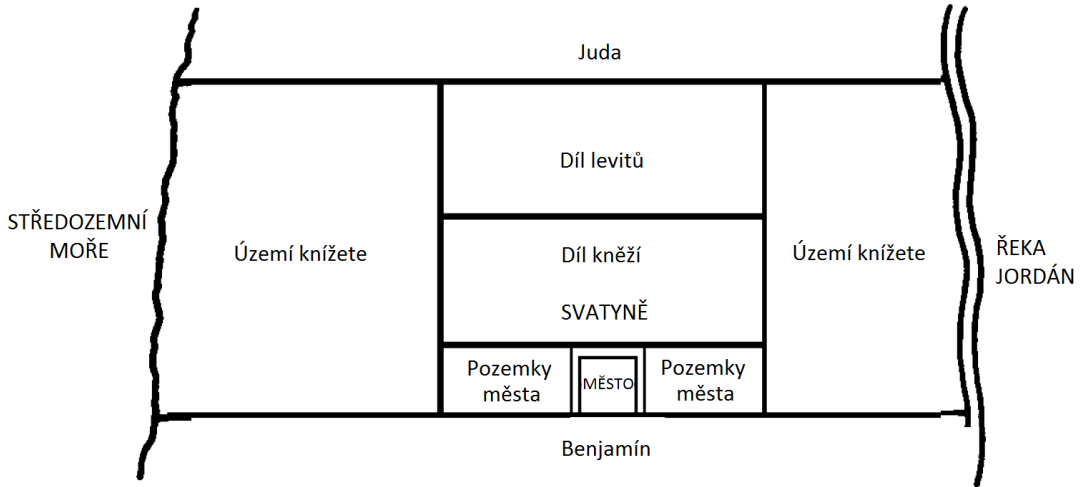 Juda
Díl levitů
STŘEDOZEMNÍ
MOŘE
Území knížete
Díl kněží
Území knížete
ŘEKA
JORDÁN
SVATYNĚ
Pozemky
města
MĚSTO
Pozemky
města
Benjamín